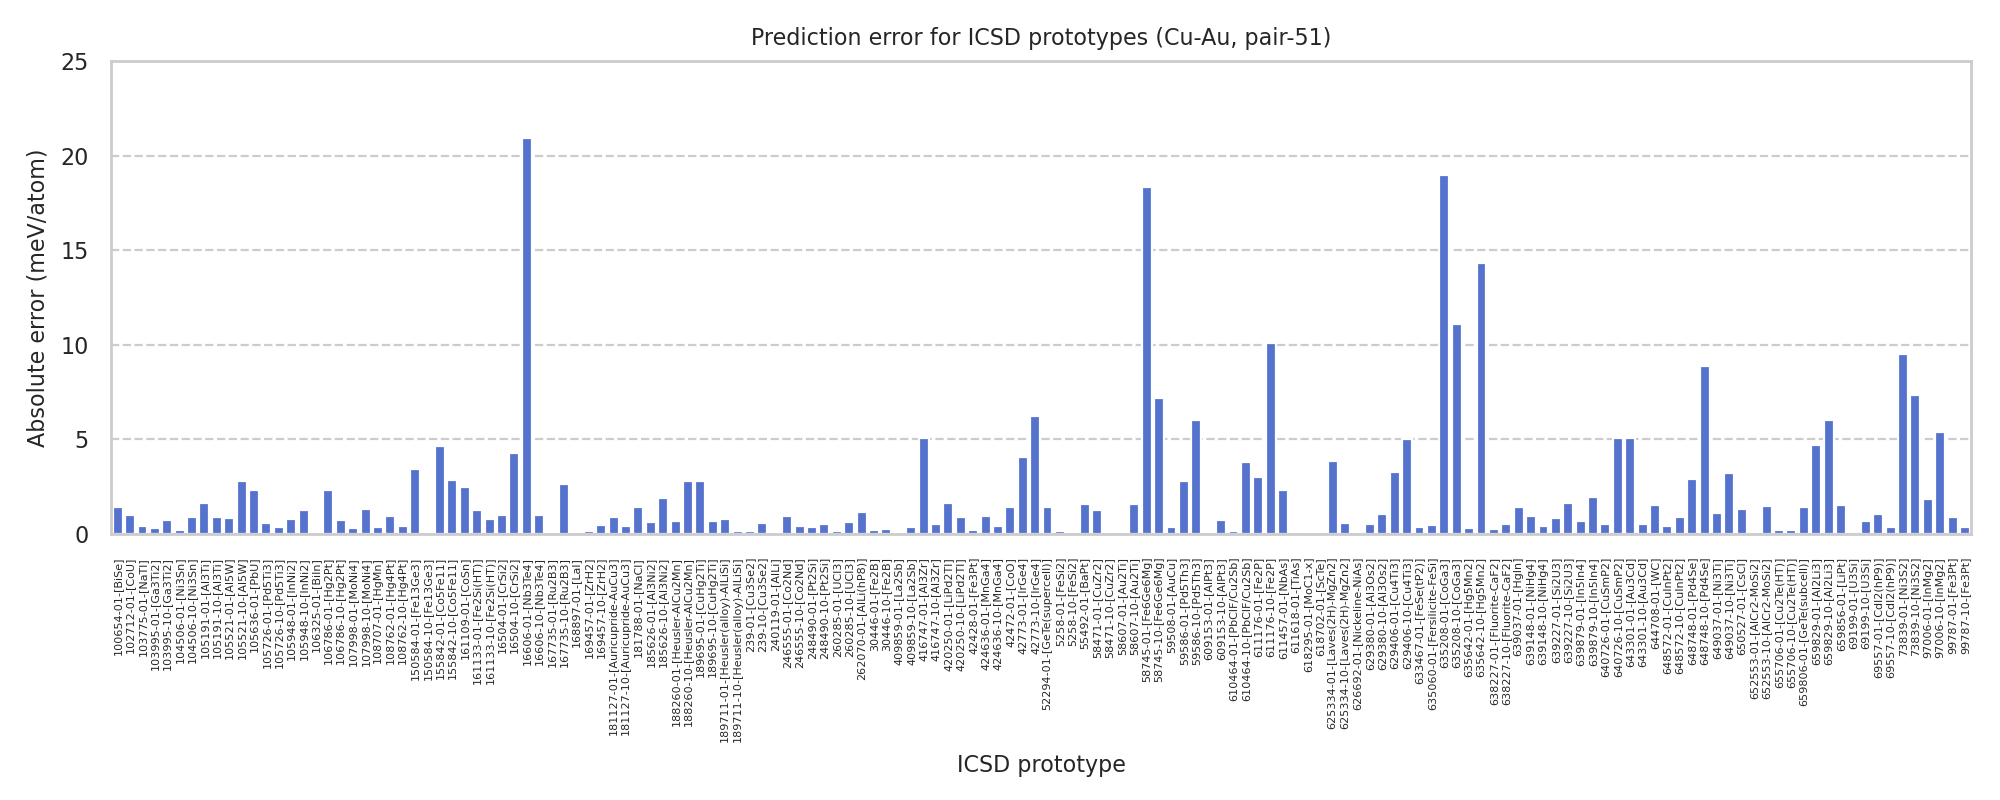 Prediction error for ICSD prototypes (Cu-Au, pair-51)
Absolute error (meV/atom)
25
20
15
10
5
0
100654-01-[BiSe]
102712-01-[CoU]
103775-01-[NaTl]
103995-01-[Ga3Ti2]
103995-10-[Ga3Ti2]
104506-01-[Ni3Sn]
104506-10-[Ni3Sn]
105191-01-[Al3Ti]
105191-10-[Al3Ti]
105521-01-[Al5W]
105521-10-[Al5W]
105636-01-[PbU]
105726-01-[Pd5Ti3]
105726-10-[Pd5Ti3]
105948-01-[InNi2]
105948-10-[InNi2]
106325-01-[BiIn]
106786-01-[Hg2Pt]
106786-10-[Hg2Pt]
107998-01-[MoNi4]
107998-10-[MoNi4]
108707-01-[HgMn]
108762-01-[Hg4Pt]
108762-10-[Hg4Pt]
150584-01-[Fe13Ge3]
150584-10-[Fe13Ge3]
155842-01-[Co5Fe11]
155842-10-[Co5Fe11]
161109-01-[CoSn]
161133-01-[Fe2Si(HT)]
161133-10-[Fe2Si(HT)]
16504-01-[CrSi2]
16504-10-[CrSi2]
16606-01-[Nb3Te4]
16606-10-[Nb3Te4]
167735-01-[Ru2B3]
167735-10-[Ru2B3]
168897-01-[LaI]
169457-01-[ZrH2]
169457-10-[ZrH2]
181127-01-[Auricupride-AuCu3]
181127-10-[Auricupride-AuCu3]
181788-01-[NaCl]
185626-01-[Al3Ni2]
185626-10-[Al3Ni2]
188260-01-[Heusler-AlCu2Mn]
188260-10-[Heusler-AlCu2Mn]
189695-01-[CuHg2Ti]
189695-10-[CuHg2Ti]
189711-01-[Heusler(alloy)-AlLiSi]
189711-10-[Heusler(alloy)-AlLiSi]
239-01-[Cu3Se2]
239-10-[Cu3Se2]
240119-01-[AlLi]
246555-01-[Co2Nd]
246555-10-[Co2Nd]
248490-01-[Pt2Si]
248490-10-[Pt2Si]
260285-01-[UCl3]
260285-10-[UCl3]
262070-01-[AlLi(hP8)]
30446-01-[Fe2B]
30446-10-[Fe2B]
409859-01-[La2Sb]
409859-10-[La2Sb]
416747-01-[Al3Zr]
416747-10-[Al3Zr]
420250-01-[LiPd2Tl]
420250-10-[LiPd2Tl]
42428-01-[Fe3Pt]
424636-01-[MnGa4]
424636-10-[MnGa4]
42472-01-[CoO]
42773-01-[IrGe4]
42773-10-[IrGe4]
52294-01-[GeTe(supercell)]
5258-01-[FeSi2]
5258-10-[FeSi2]
55492-01-[BaPt]
58471-01-[CuZr2]
58471-10-[CuZr2]
58607-01-[Au2Ti]
58607-10-[Au2Ti]
58745-01-[Fe6Ge6Mg]
58745-10-[Fe6Ge6Mg]
59508-01-[AuCu]
59586-01-[Pd5Th3]
59586-10-[Pd5Th3]
609153-01-[AlPt3]
609153-10-[AlPt3]
610464-01-[PbClF/Cu2Sb]
610464-10-[PbClF/Cu2Sb]
611176-01-[Fe2P]
611176-10-[Fe2P]
611457-01-[NbAs]
611618-01-[TiAs]
618295-01-[MoC1-x]
618702-01-[ScTe]
625334-01-[Laves(2H)-MgZn2]
625334-10-[Laves(2H)-MgZn2]
626692-01-[Nickeline-NiAs]
629380-01-[Al3Os2]
629380-10-[Al3Os2]
629406-01-[Cu4Ti3]
629406-10-[Cu4Ti3]
633467-01-[FeSe(tP2)]
635060-01-[Fersilicite-FeSi]
635208-01-[CoGa3]
635208-10-[CoGa3]
635642-01-[Hg5Mn2]
635642-10-[Hg5Mn2]
638227-01-[Fluorite-CaF2]
638227-10-[Fluorite-CaF2]
639037-01-[HgIn]
639148-01-[NiHg4]
639148-10-[NiHg4]
639227-01-[Si2U3]
639227-10-[Si2U3]
639879-01-[In5In4]
639879-10-[In5In4]
640726-01-[CuSmP2]
640726-10-[CuSmP2]
643301-01-[Au3Cd]
643301-10-[Au3Cd]
644708-01-[WC]
648572-01-[CuInPt2]
648572-10-[CuInPt2]
648748-01-[Pd4Se]
648748-10-[Pd4Se]
649037-01-[Ni3Ti]
649037-10-[Ni3Ti]
650527-01-[CsCl]
652553-01-[AlCr2-MoSi2]
652553-10-[AlCr2-MoSi2]
655706-01-[Cu2Te(HT)]
655706-10-[Cu2Te(HT)]
659806-01-[GeTe(subcell)]
659829-01-[Al2Li3]
659829-10-[Al2Li3]
659856-01-[LiPt]
69199-01-[U3Si]
69199-10-[U3Si]
69557-01-[CdI2(hP9)]
69557-10-[CdI2(hP9)]
73839-01-[Ni3S2]
73839-10-[Ni3S2]
97006-01-[InMg2]
97006-10-[InMg2]
99787-01-[Fe3Pt]
99787-10-[Fe3Pt]
ICSD prototype